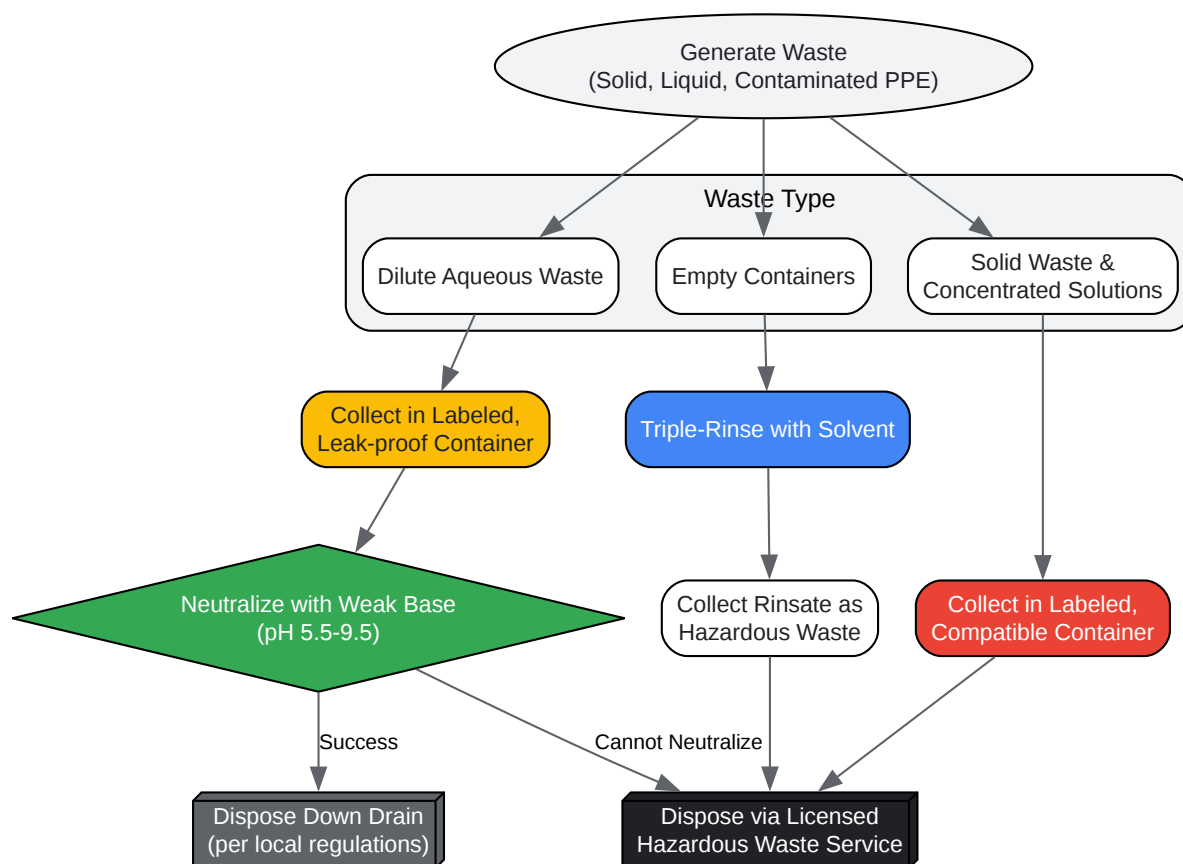 Generate Waste
(Solid, Liquid, Contaminated PPE)
Waste Type
Dilute Aqueous Waste
Empty Containers
Solid Waste &
Concentrated Solutions
Collect in Labeled,
Leak-proof Container
Triple-Rinse with Solvent
Neutralize with Weak Base
(pH 5.5-9.5)
Collect Rinsate as
Hazardous Waste
Collect in Labeled,
Compatible Container
Success
Cannot Neutralize
Dispose Down Drain
(per local regulations)
Dispose via Licensed
Hazardous Waste Service